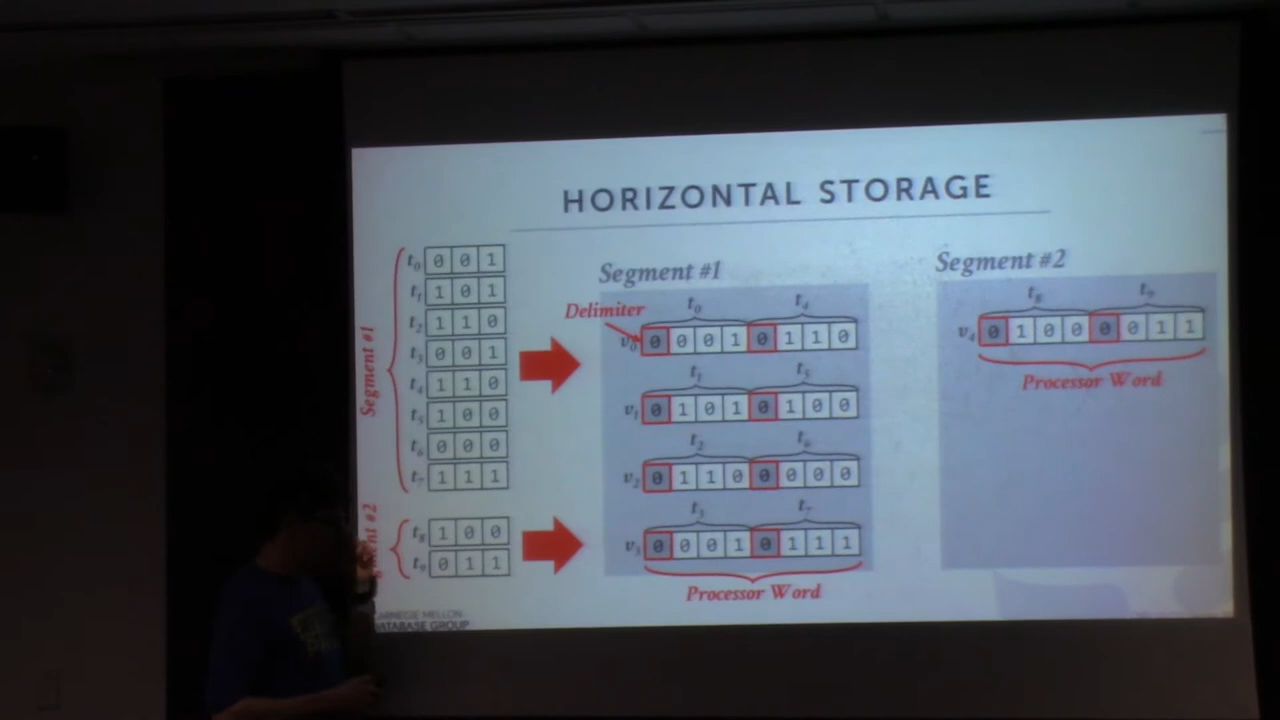 HORIZONTAL STORAGE
Segment #1
t0 0 0 1
t1 1 0 1
t2 1 1 0
t3 0 0 1
t4 1 1 0
t5 1 0 0
t6 0 0 0
t7 1 1 1
t8 1 0 0
t9 0 1 1
Segment #1
Delimiter
t0 t4
v0 0 0 0 1 0 1 1 0
t1 t5
v1 0 1 0 1 0 1 0 0
t2 t6
v2 0 1 1 0 0 0 0 0
t3 t7
v3 0 0 0 1 0 1 1 1
Processor Word
Segment #2
t8 t9
v4 0 1 0 0 0 0 1 1
Processor Word
DATABASE GROUP